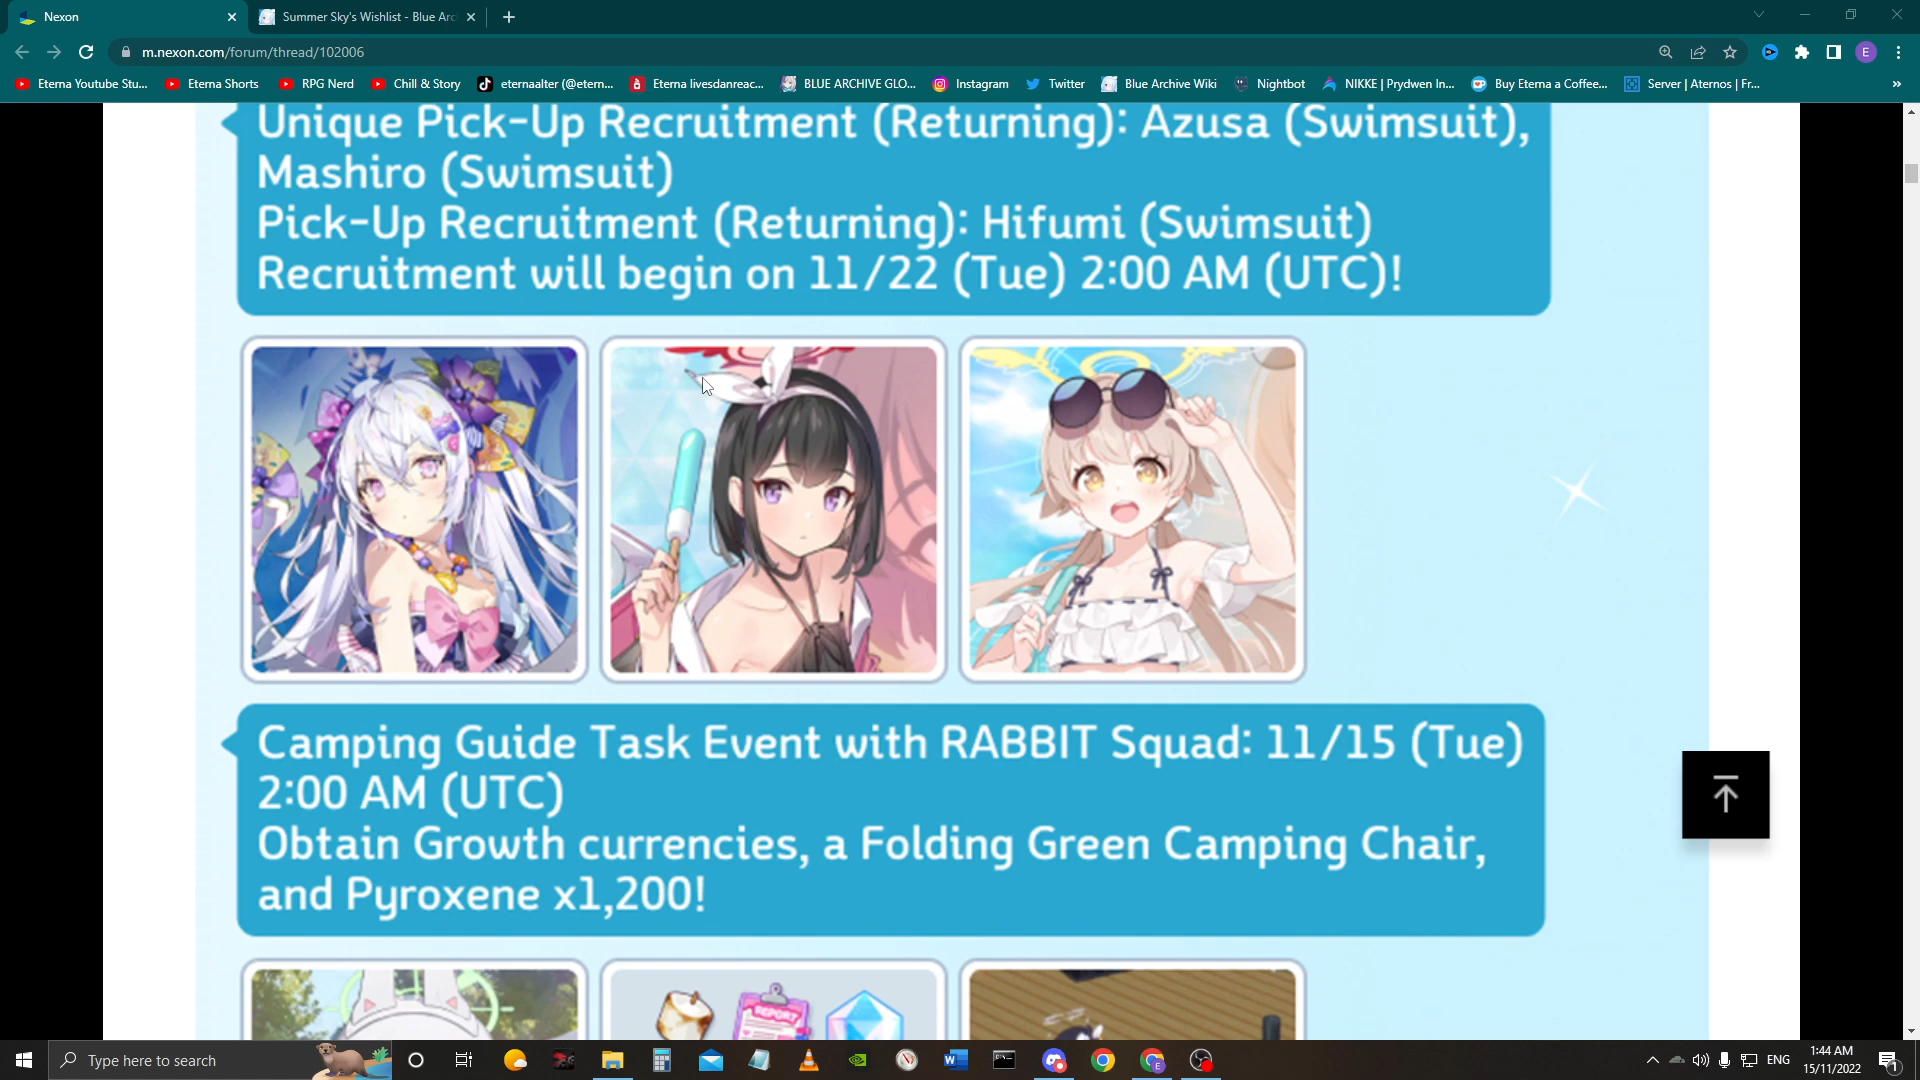 Nexon
Summer Sky's Wishlist - Blue Arc
m.nexon.com/forum/thread/102006
E
Eterna Youtube Stu...
Eterna Shorts
RPG Nerd
Chill & Story
eternaalter (@etern...
Eterna livesdanreac...
BLUE ARCHIVE GLO...
Instagram
Twitter
Blue Archive Wiki
Nightbot
NIKKE | Prydwen In...
Buy Eterna a Coffee...
Server | Aternos | Fr...
»
Unique Pick-Up Recruitment (Returning): Azusa (Swimsuit),
Mashiro (Swimsuit)
Pick-Up Recruitment (Returning): Hifumi (Swimsuit)
Recruitment will begin on 11/22 (Tue) 2:00 AM (UTC)!
Camping Guide Task Event with RABBIT Squad: 11/15 (Tue)
2:00 AM (UTC)
Obtain Growth currencies, a Folding Green Camping Chair,
and Pyroxene x1,200!
REPORT
Type here to search
ENG
1:44 AM
15/11/2022
1